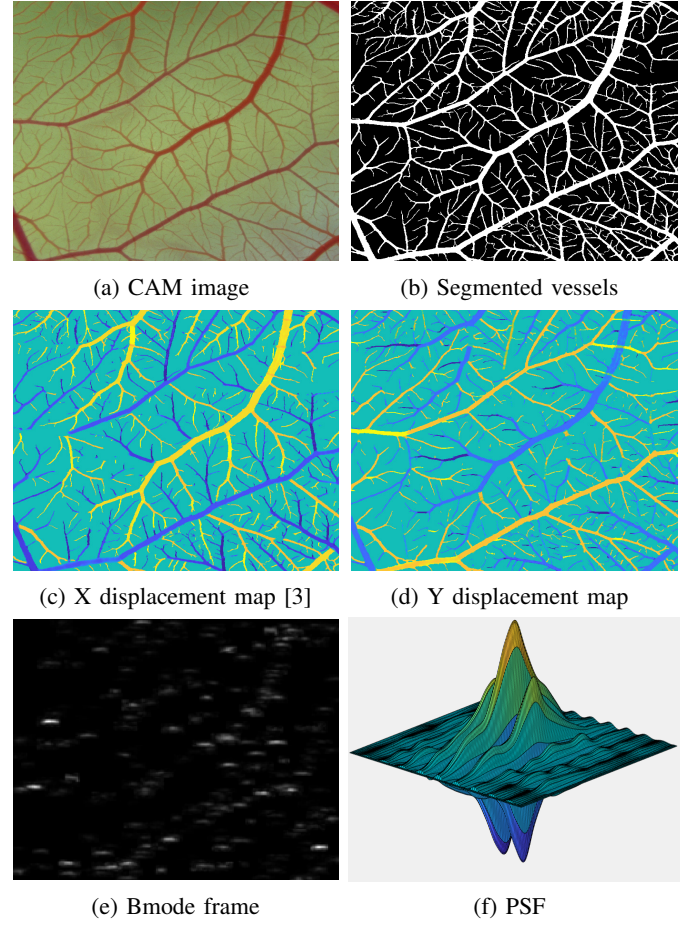 (a) CAM image
(b) Segmented vessels
(c) X displacement map [3]
(d) Y displacement map
(e) Bmode frame
(f) PSF